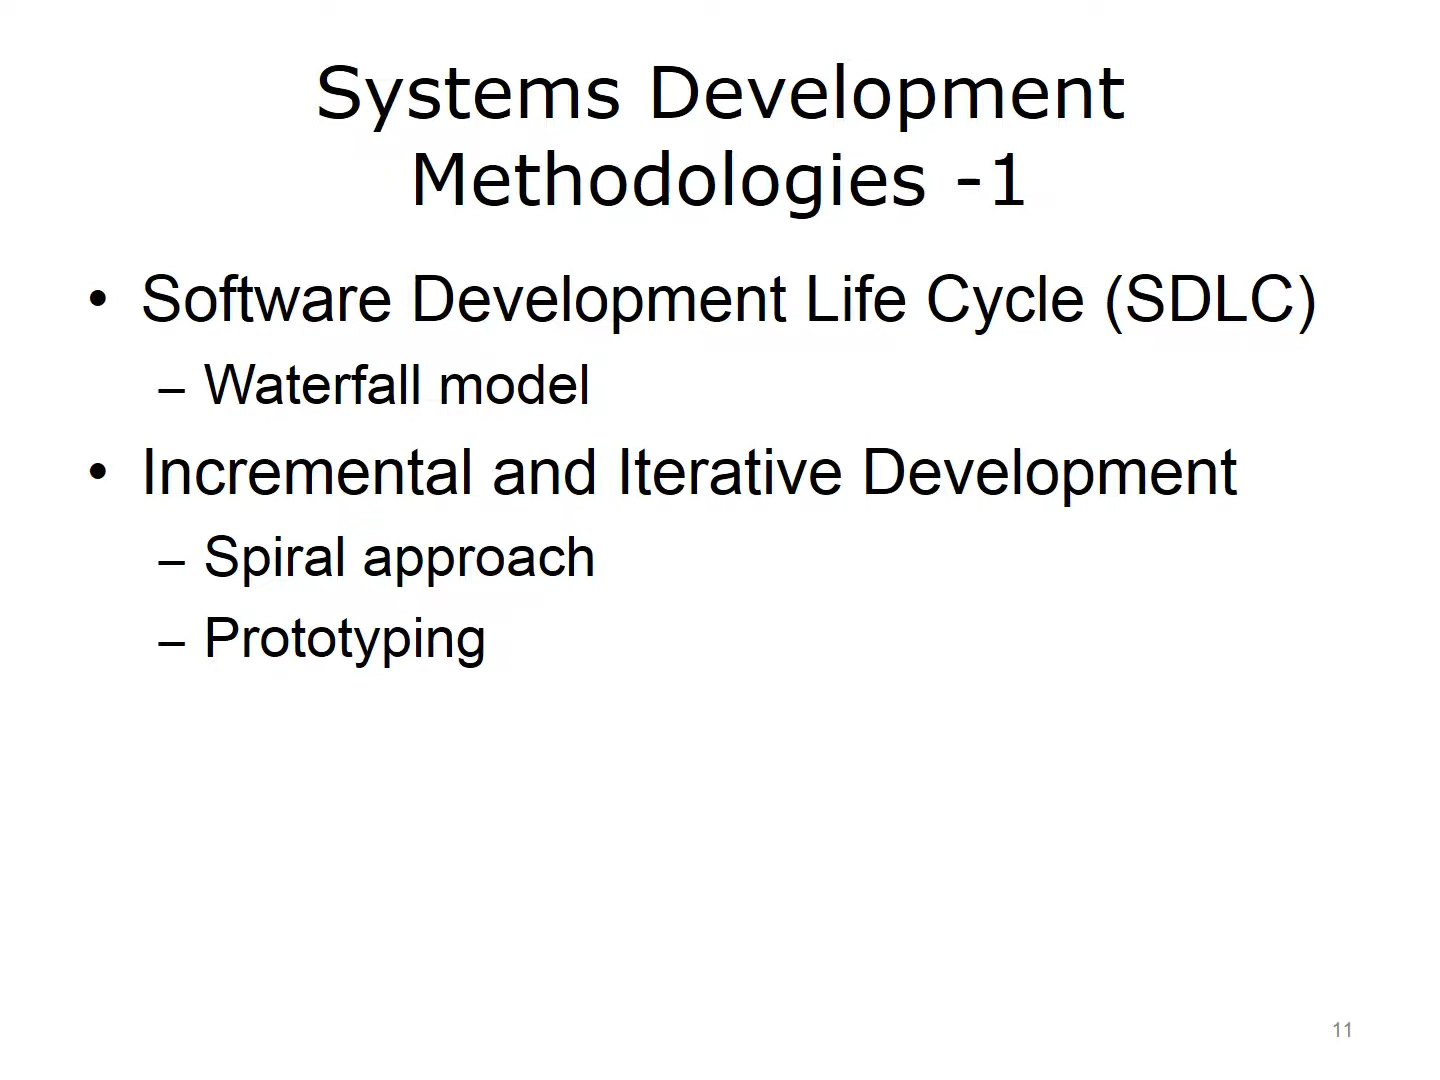 Systems Development
Methodologies -1
• Software Development Life Cycle (SDLC)
– Waterfall model
• Incremental and Iterative Development
– Spiral approach
– Prototyping
11